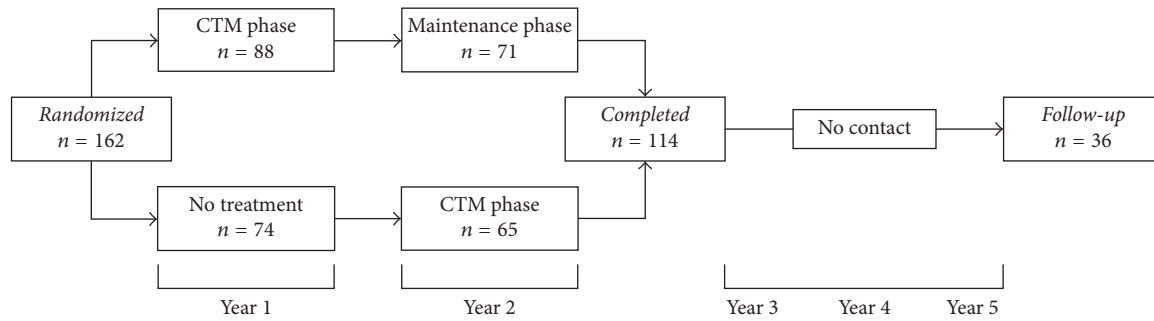 CTM phase
n = 88
Maintenance phase
n = 71
Randomized
n = 162
Completed
n = 114
No contact
Follow-up
n = 36
No treatment
n = 74
CTM phase
n = 65
Year 1
Year 2
Year 3
Year 4
Year 5